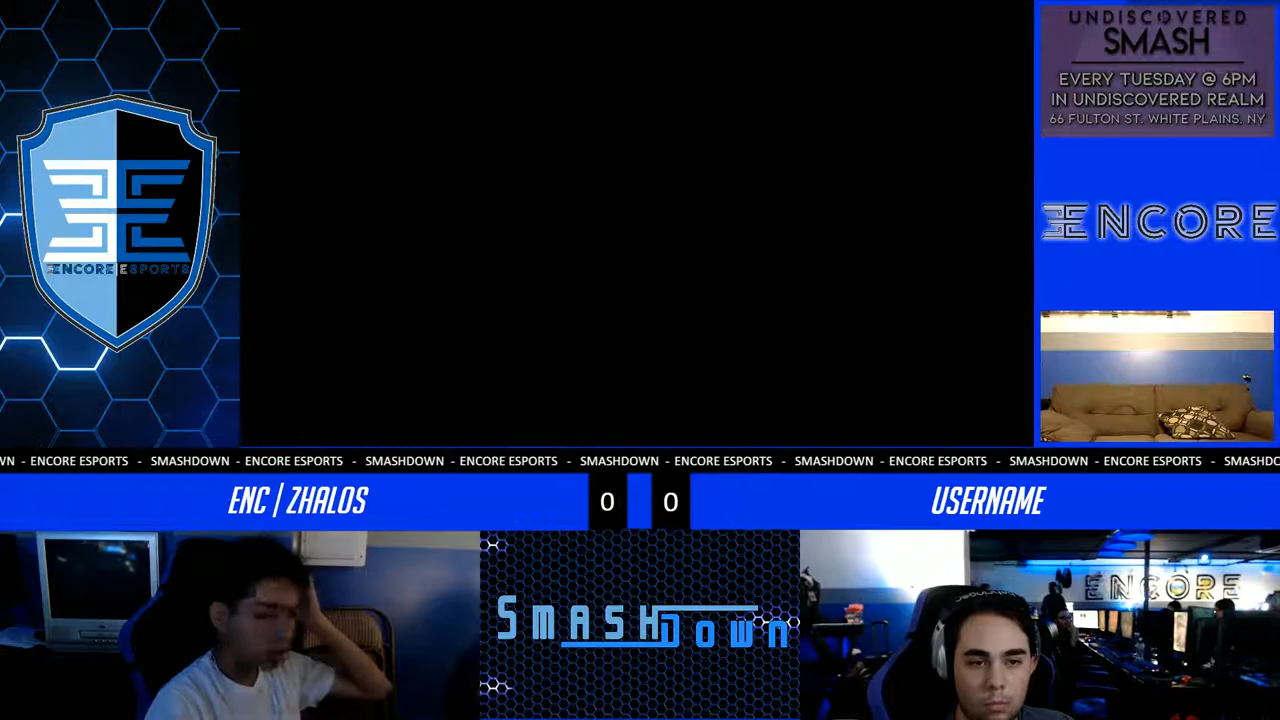 UNDISCOVERED
SMASH
EVERY TUESDAY @ 6PM
IN UNDISCOVERED REALM
66 FULTON ST. WHITE PLAINS, NY
ENCORE ESPORTS
ENCORE
WN - ENCORE ESPORTS - SMASHDOWN - ENCORE ESPORTS - SMASHDOWN - ENCORE ESPORTS - SMASHDOWN - ENCORE ESPORTS - SMASHDOWN - ENCORE ESPORTS - SMASHDOWN - ENCORE ESPORTS - SMASHDO
ENC | ZHALOS
0
0
USERNAME
SMASHDOWN
ENCORE